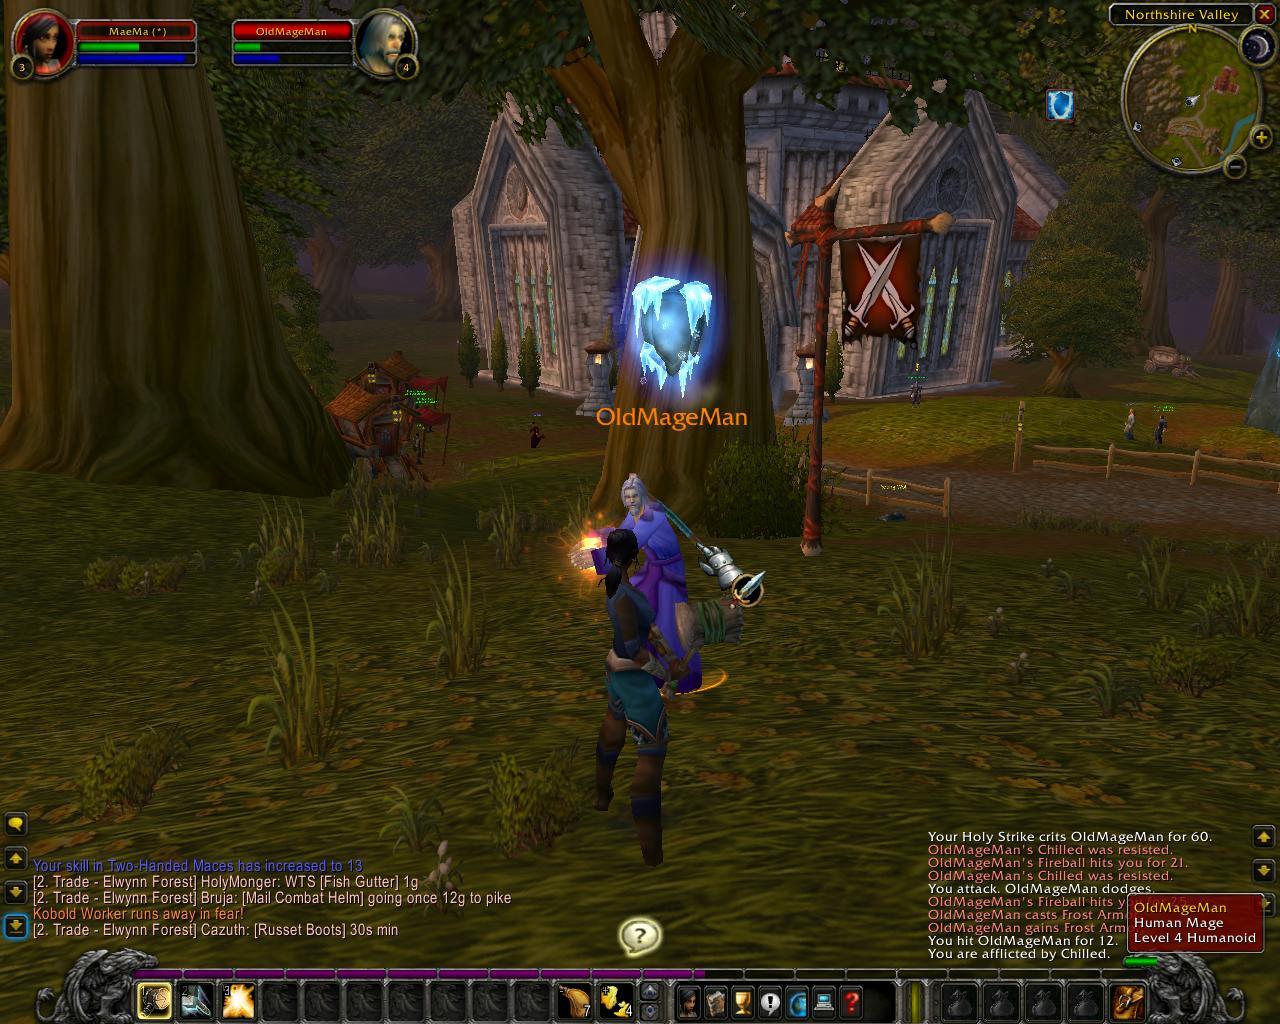 MaeMa (*)
3
OldMageMan
4
Northshire Valley
N
OldMageMan
Your skill in Two-Handed Maces has increased to 13
[2. Trade - Elwynn Forest] HolyMonger: WTS [Fish Gutter] 1g
[2. Trade - Elwynn Forest] Bruja: [Mail Combat Helm] going once 12g to pike
Kobold Worker runs away in fear!
[2. Trade - Elwynn Forest] Cazuth: [Russet Boots] 30s min
Your Holy Strike crits OldMageMan for 60.
OldMageMan's Chilled was resisted.
OldMageMan's Fireball hits you for 21.
OldMageMan's Chilled was resisted.
You attack. OldMageMan dodges.
OldMageMan's Fireball hits
OldMageMan casts Frost
OldMageMan gains Frost
You hit OldMageMan for 12.
You are afflicted by Chilled.
OldMageMan
Human Mage
Level 4 Humanoid
?
2
3
7
4
!
?